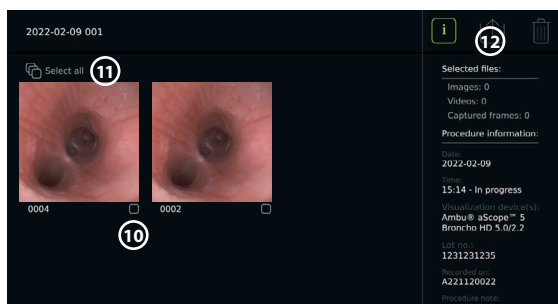 2022-02-09 001
i
12
Select all
11
0004
0002
10
Selected files:
Images: 0
Videos: 0
Captured frames: 0
Procedure information:
Date:
2022-02-09
Time:
15:14 - In progress
Visualization device(s):
Ambu® aScope™ 5
Broncho HD 5.0/2.2
Lot no.:
1231231235
Recorded on:
A221120022
Procedure note: